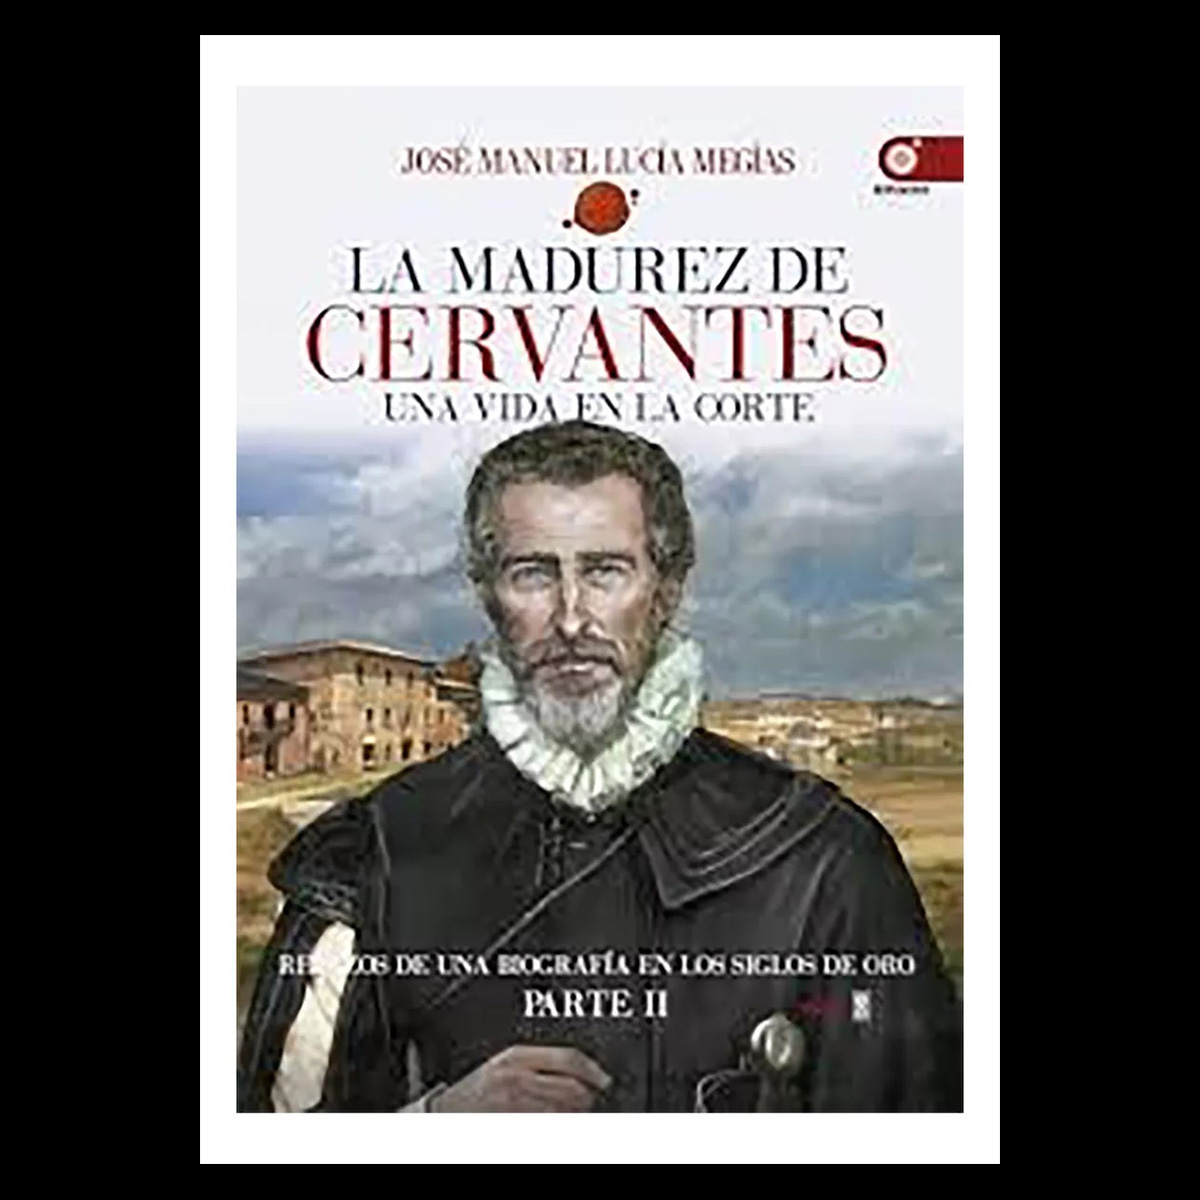 JOSÉ MANUEL LUCÍA MEGÍAS
LA MADUREZ DE
CERVANTES
UNA VIDA EN LA CORTE
RETAZOS DE UNA BIOGRAFÍA EN LOS SIGLOS DE ORO
PARTE II